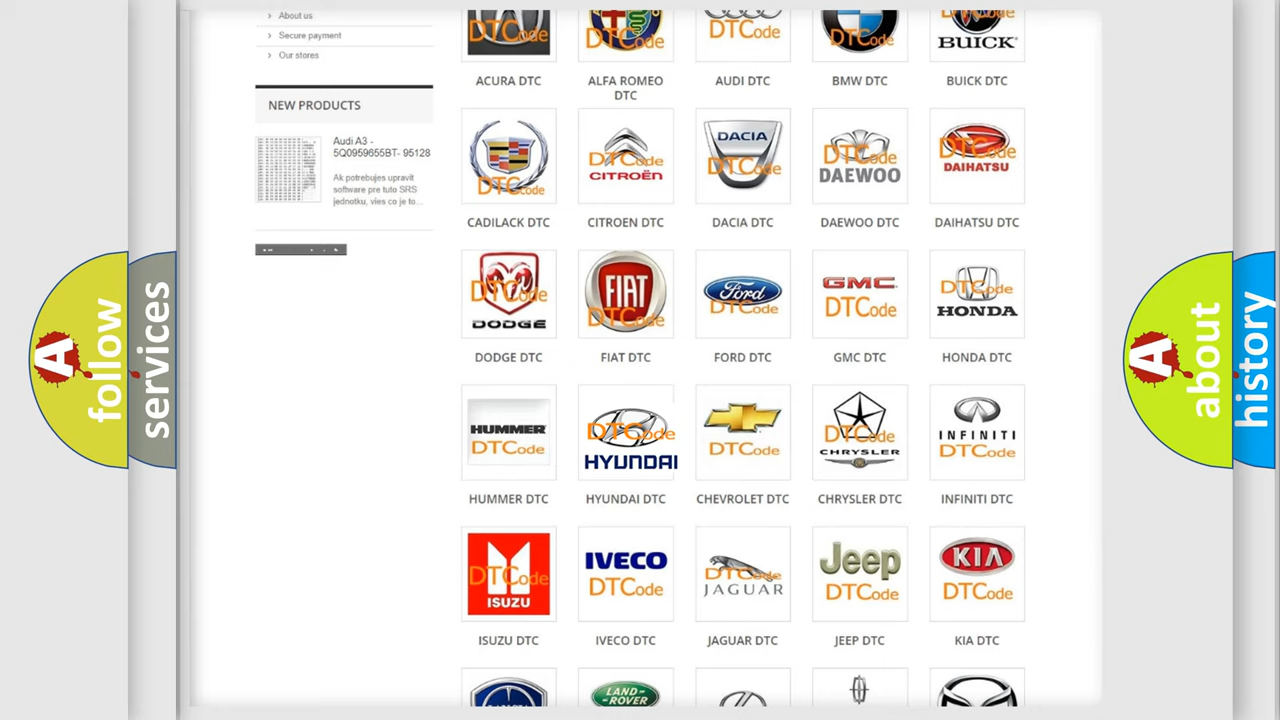 About us
Secure payment
Our stores
NEW PRODUCTS
Audi A3 -
5Q0959655BT- 95128
Ak potrebujes upravit
software pre tuto SRS
jednotku, vies co je to...
DTCode
DTCode
DTCode
DTCode
BUICK
ACURA DTC
ALFA ROMEO
DTC
AUDI DTC
BMW DTC
BUICK DTC
DTCode
DTCode
CITROËN
DACIA
DTCode
DTCode
DAEWOO
DTCode
DAIHATSU
CADILACK DTC
CITROEN DTC
DACIA DTC
DAEWOO DTC
DAIHATSU DTC
DTCode
DODGE
FIAT
DTCode
Ford
DTCode
GMC
DTCode
DTCode
HONDA
DODGE DTC
FIAT DTC
FORD DTC
GMC DTC
HONDA DTC
HUMMER
DTCode
DTCode
HYUNDAI
DTCode
DTCode
CHRYSLER
INFINITI
DTCode
HUMMER DTC
HYUNDAI DTC
CHEVROLET DTC
CHRYSLER DTC
INFINITI DTC
DTCode
ISUZU
IVECO
DTCode
DTCode
JAGUAR
Jeep
DTCode
KIA
DTCode
ISUZU DTC
IVECO DTC
JAGUAR DTC
JEEP DTC
KIA DTC
LAND-
ROVER
A
follow
services
A
about
history